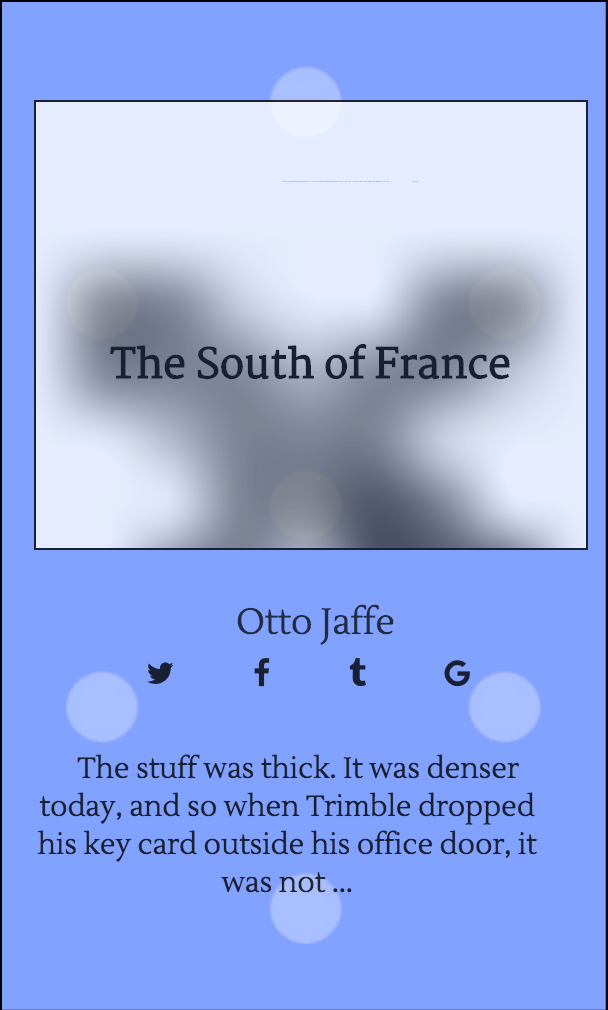 The South of France
Otto Jaffe
The stuff was thick. It was denser
today, and so when Trimble dropped
his key card outside his office door, it
was not ...